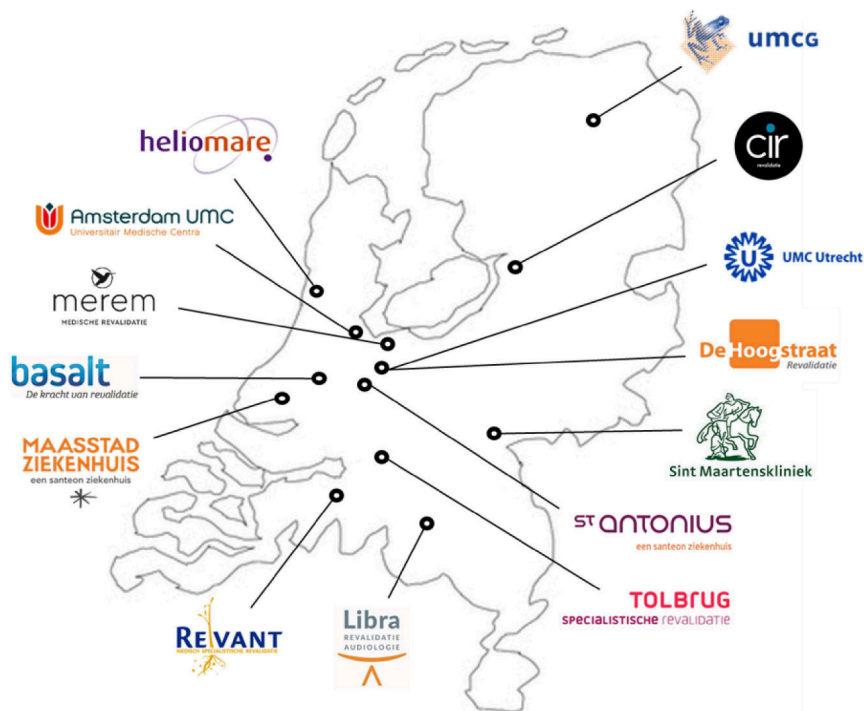 umcg
heliomare
cir
revalidatie
Amsterdam UMC
Universitair Medische Centra
UMC Utrecht
merem
MEDISCHE REVALIDATIE
De Hoogstraat
Revalidatie
basalt
De kracht van revalidatie
MAASSTAD
ZIEKENHUIS
een santeon ziekenhuis
Sint Maartenskliniek
ST ANTONIUS
een santeon ziekenhuis
TOLBRUG
SPECIALISTISCHE REVALIDATIE
REVANT
MEDISCH SPECIALISTISCHE REVALIDATIE
Libra
REVALIDATIE
AUDIOLOGIE